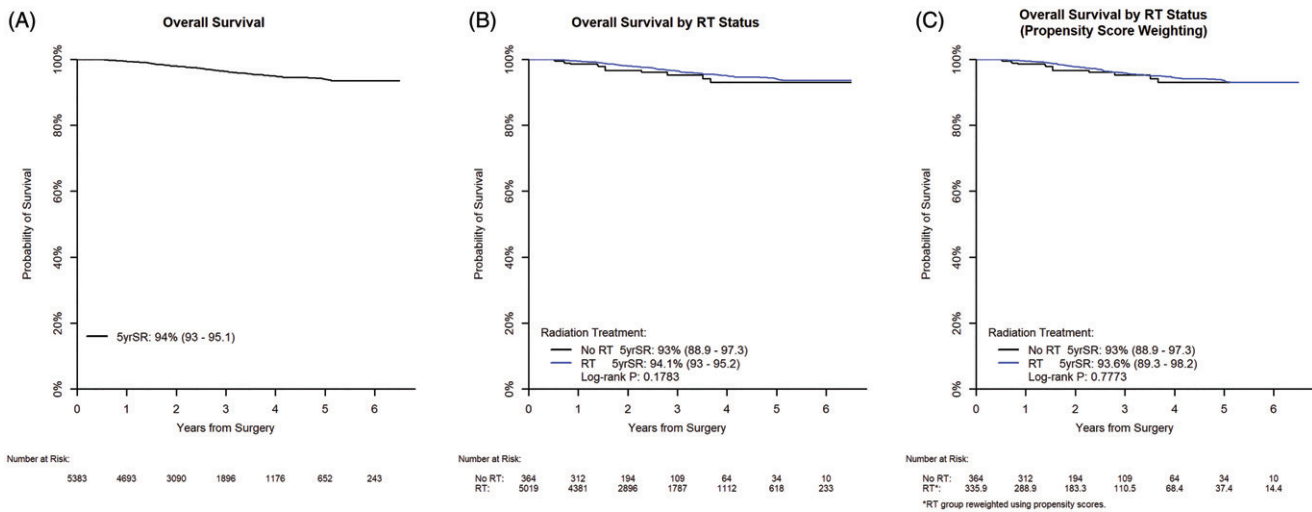 (A)
Overall Survival
Probability of Survival
100%
80%
60%
40%
20%
0%
5yrSR: 94% (93 - 95.1)
0 1 2 3 4 5 6
Years from Surgery
Number at Risk:
5383 4693 3090 1896 1176 652 243
(B)
Overall Survival by RT Status
Probability of Survival
100%
80%
60%
40%
20%
0%
Radiation Treatment:
No RT 5yrSR: 93% (88.9 - 97.3)
RT 5yrSR: 94.1% (93 - 95.2)
Log-rank P: 0.1783
0 1 2 3 4 5 6
Years from Surgery
Number at Risk:
No RT: 364 312 194 109 64 34 10
RT: 5019 4381 2896 1787 1112 618 233
(C)
Overall Survival by RT Status
(Propensity Score Weighting)
Probability of Survival
100%
80%
60%
40%
20%
0%
Radiation Treatment:
No RT 5yrSR: 93% (88.9 - 97.3)
RT 5yrSR: 93.6% (89.3 - 98.2)
Log-rank P: 0.7773
0 1 2 3 4 5 6
Years from Surgery
Number at Risk:
No RT: 364 312 194 109 64 34 10
RT*: 335.9 288.9 183.3 110.5 68.4 37.4 14.4
*RT group reweighted using propensity scores.